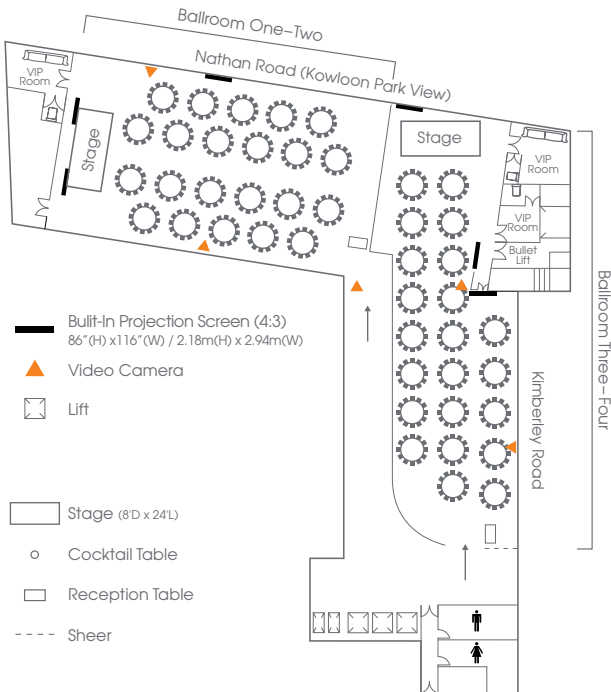 Ballroom One–Two
Nathan Road (Kowloon Park View)
VIP
Room
Stage
Stage
VIP
Room
VIP
Room
Bullet
Lift
Ballroom Three–Four
Kimberley Road
Bulit-In Projection Screen (4:3)
86"(H) x116"(W) / 2.18m(H) x 2.94m(W)
Video Camera
Lift
Stage (8'D x 24'L)
Cocktail Table
Reception Table
Sheer